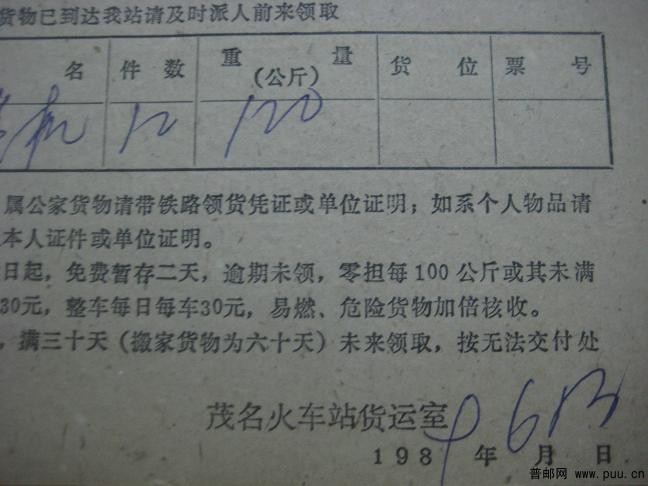 货物已到达我站请及时派人前来领取
名 件数 重量(公斤) 货位 票号
12 120
属公家货物请带铁路领货凭证或单位证明；如系个人物品请
本人证件或单位证明。
日起，免费暂存二天，逾期未领，零担每100公斤或其未满
30元，整车每日每车30元，易燃、危险货物加倍核收。
，满三十天（搬家货物为六十天）未来领取，按无法交付处
茂名火车站货运室
1989年6月13日
普邮网 www.puu.cn